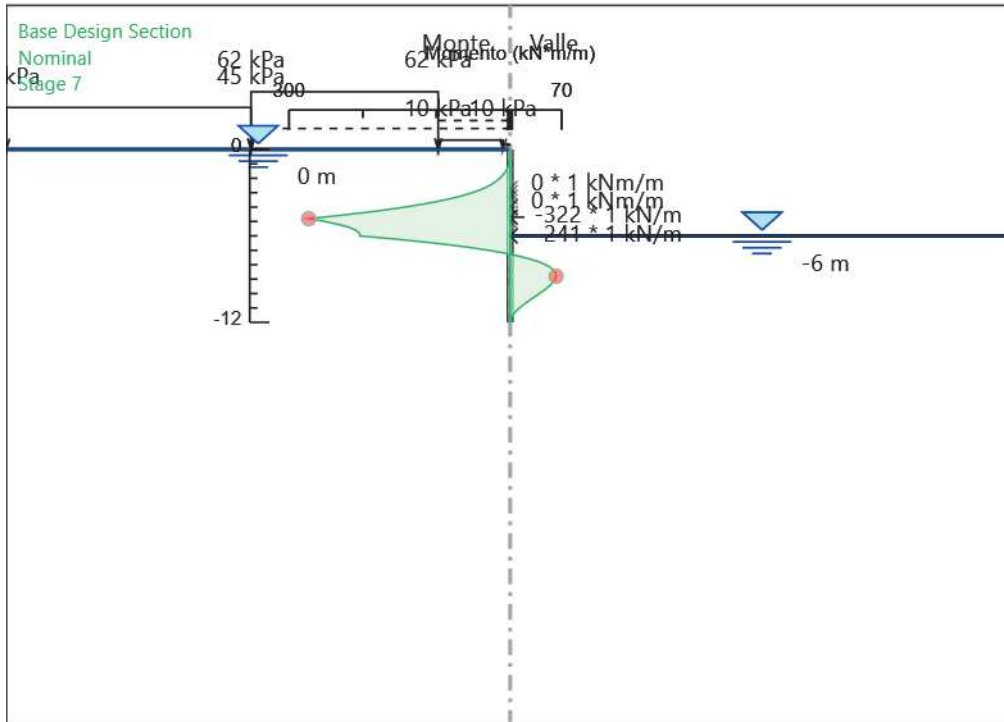 Base Design Section
Nominal
Stage 7
kPa
62 kPa
45 kPa
Monte
Valle
62 kPa
Momento (kN*m/m)
300
70
10 kPa
10 kPa
0
0 m
0 * 1 kNm/m
0 * 1 kNm/m
-322 * 1 kN/m
-241 * 1 kN/m
-6 m
-12